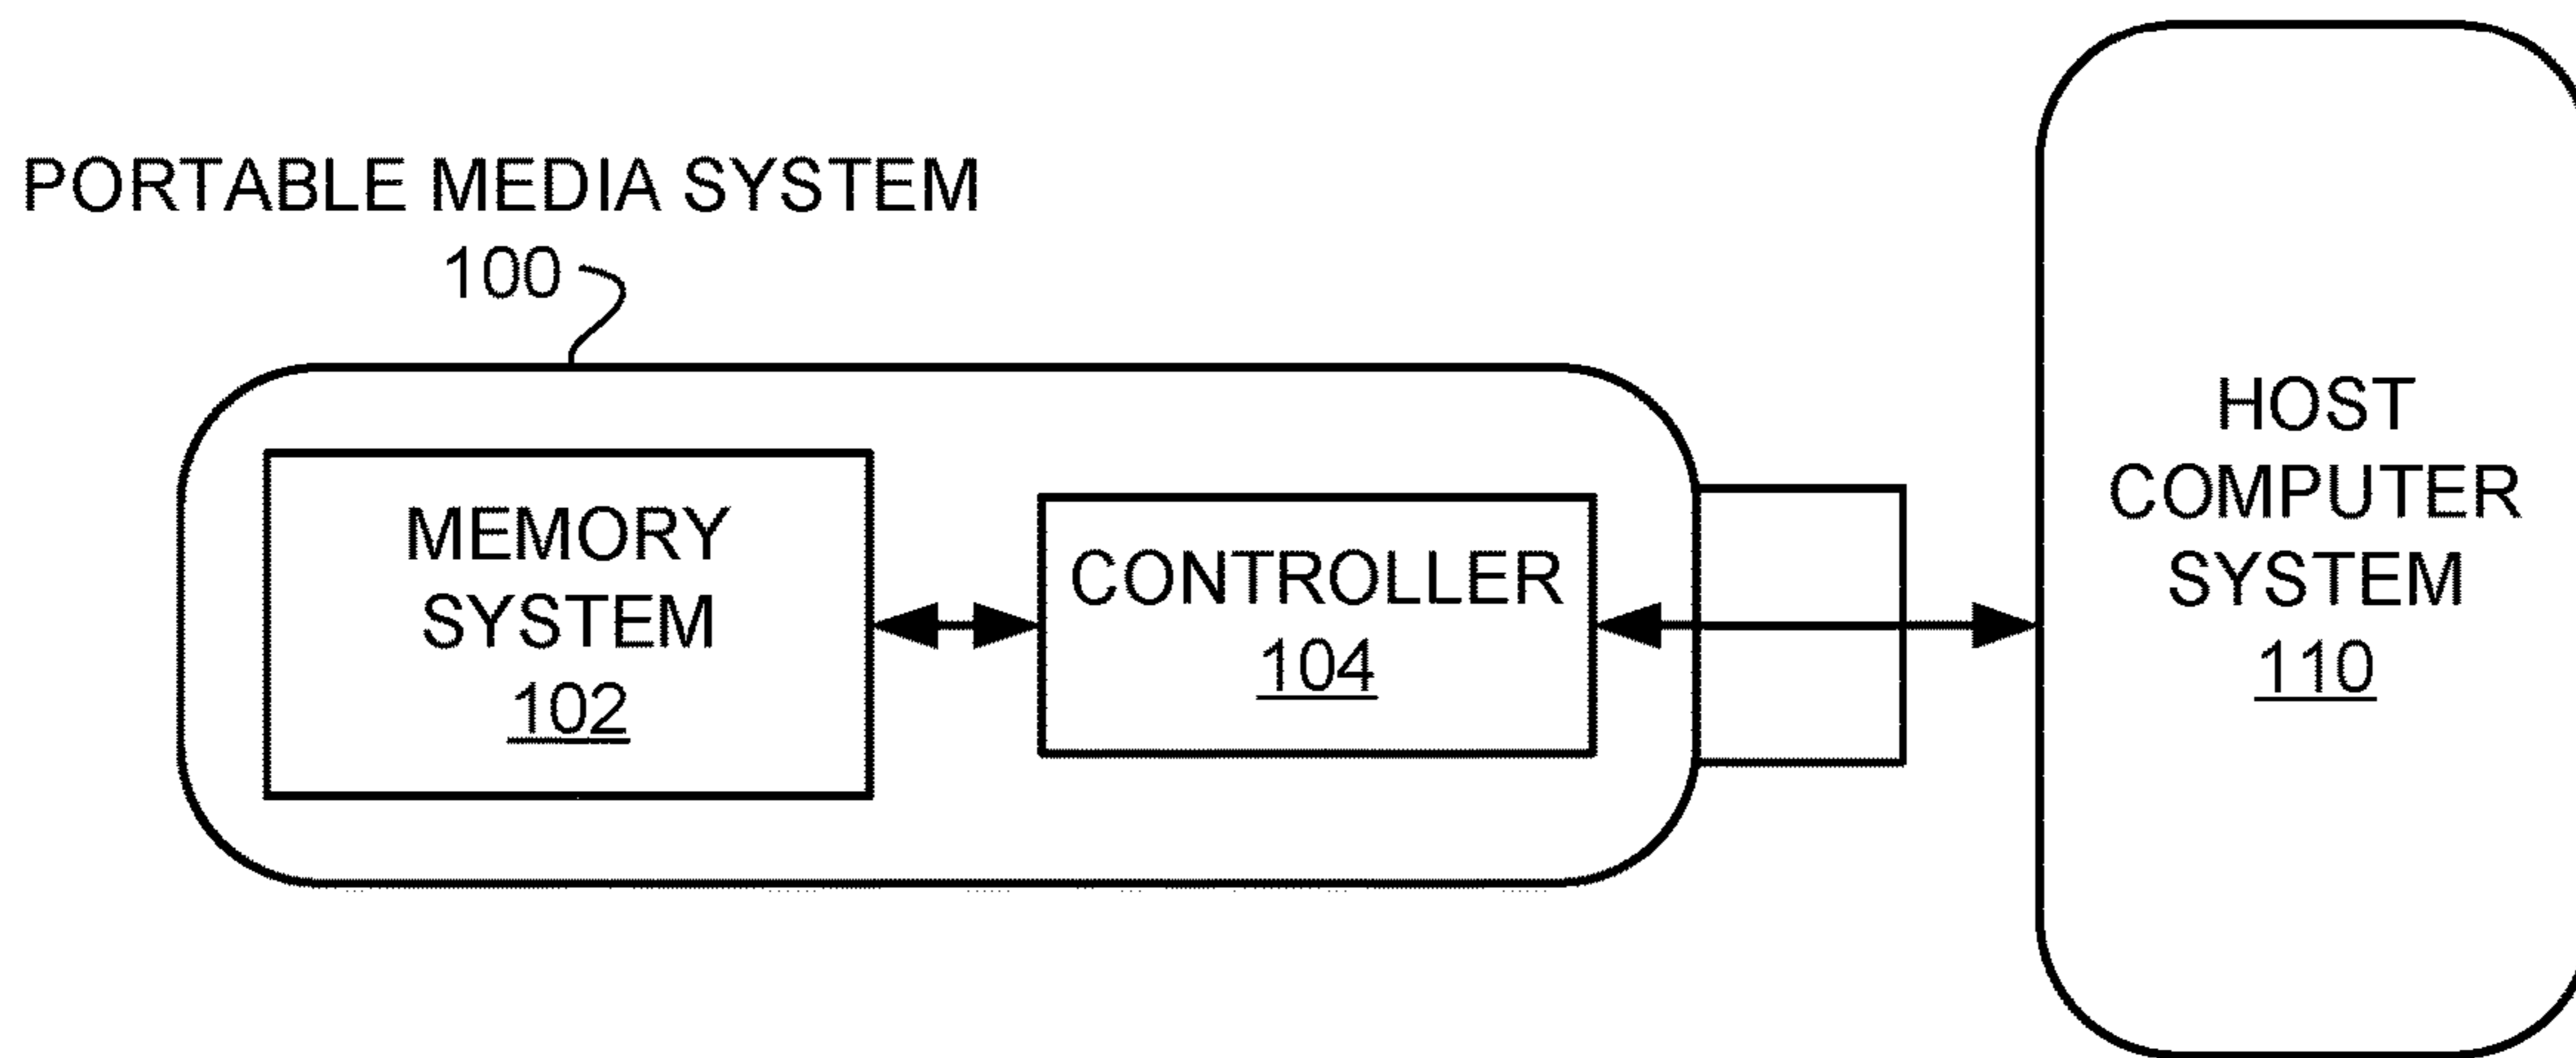 PORTABLE MEDIA SYSTEM
100
MEMORY
SYSTEM
102
CONTROLLER
104
HOST
COMPUTER
SYSTEM
110